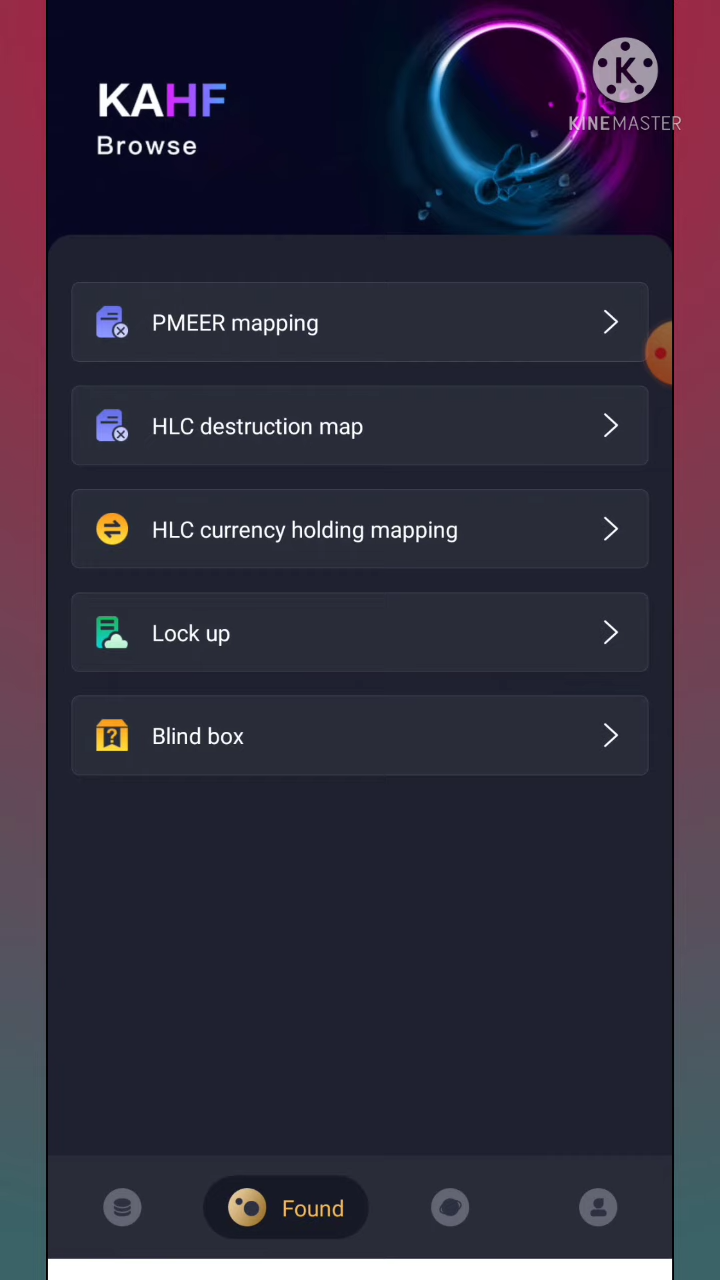 KAHF
Browse
K
KINEMASTER
PMEER mapping
HLC destruction map
HLC currency holding mapping
Lock up
?
Blind box
Found